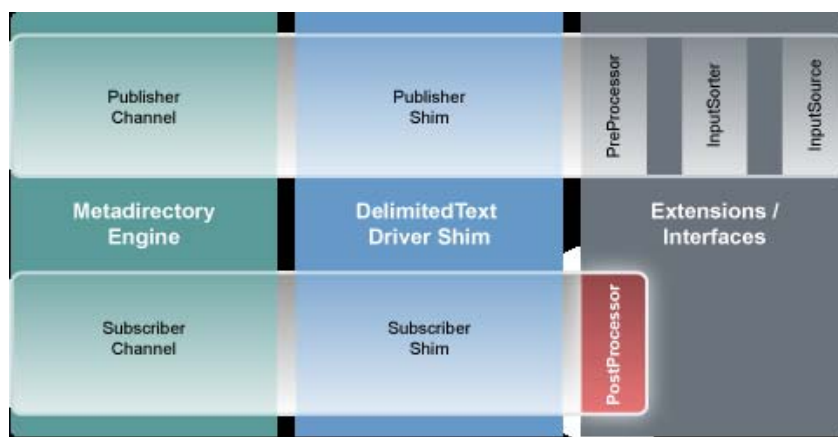 Publisher
Channel
Publisher
Shim
PreProcessor
InputSorter
InputSource
Metadirectory
Engine
DelimitedText
Driver Shim
Extensions /
Interfaces
Subscriber
Channel
Subscriber
Shim
PostProcessor